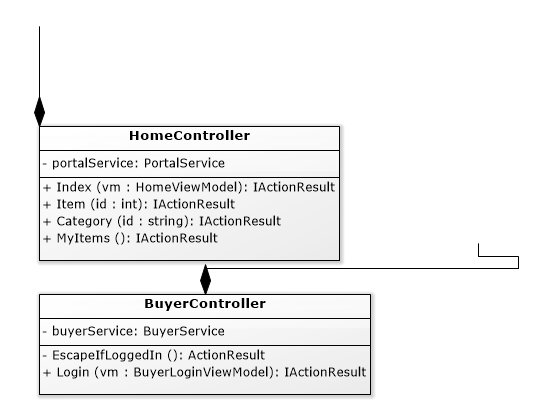 HomeController
- portalService: PortalService
+ Index (vm : HomeViewModel): IActionResult
+ Item (id : int): IActionResult
+ Category (id : string): IActionResult
+ MyItems (): IActionResult
BuyerController
- buyerService: BuyerService
- EscapeIfLoggedIn (): ActionResult
+ Login (vm : BuyerLoginViewModel): IActionResult